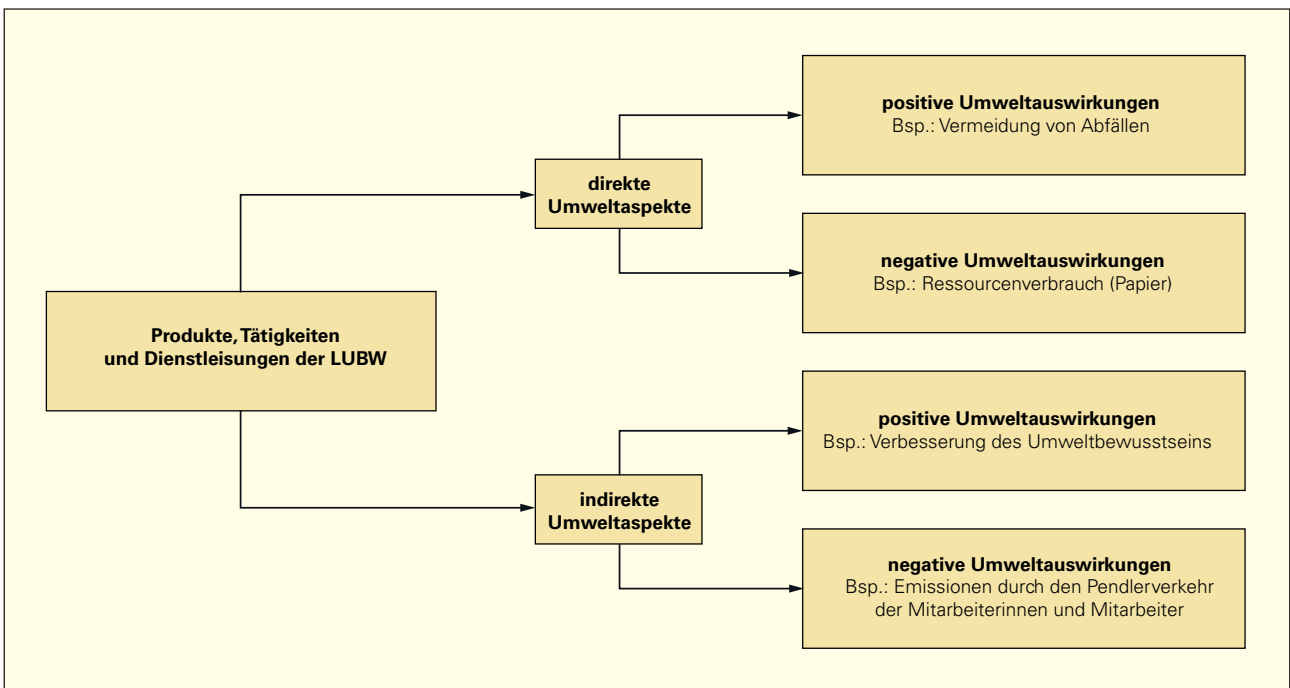 positive Umweltauswirkungen
Bsp.: Vermeidung von Abfällen
direkte
Umweltaspekte
negative Umweltauswirkungen
Bsp.: Ressourcenverbrauch (Papier)
Produkte, Tätigkeiten
und Dienstleisungen der LUBW
positive Umweltauswirkungen
Bsp.: Verbesserung des Umweltbewusstseins
indirekte
Umweltaspekte
negative Umweltauswirkungen
Bsp.: Emissionen durch den Pendlerverkehr
der Mitarbeiterinnen und Mitarbeiter